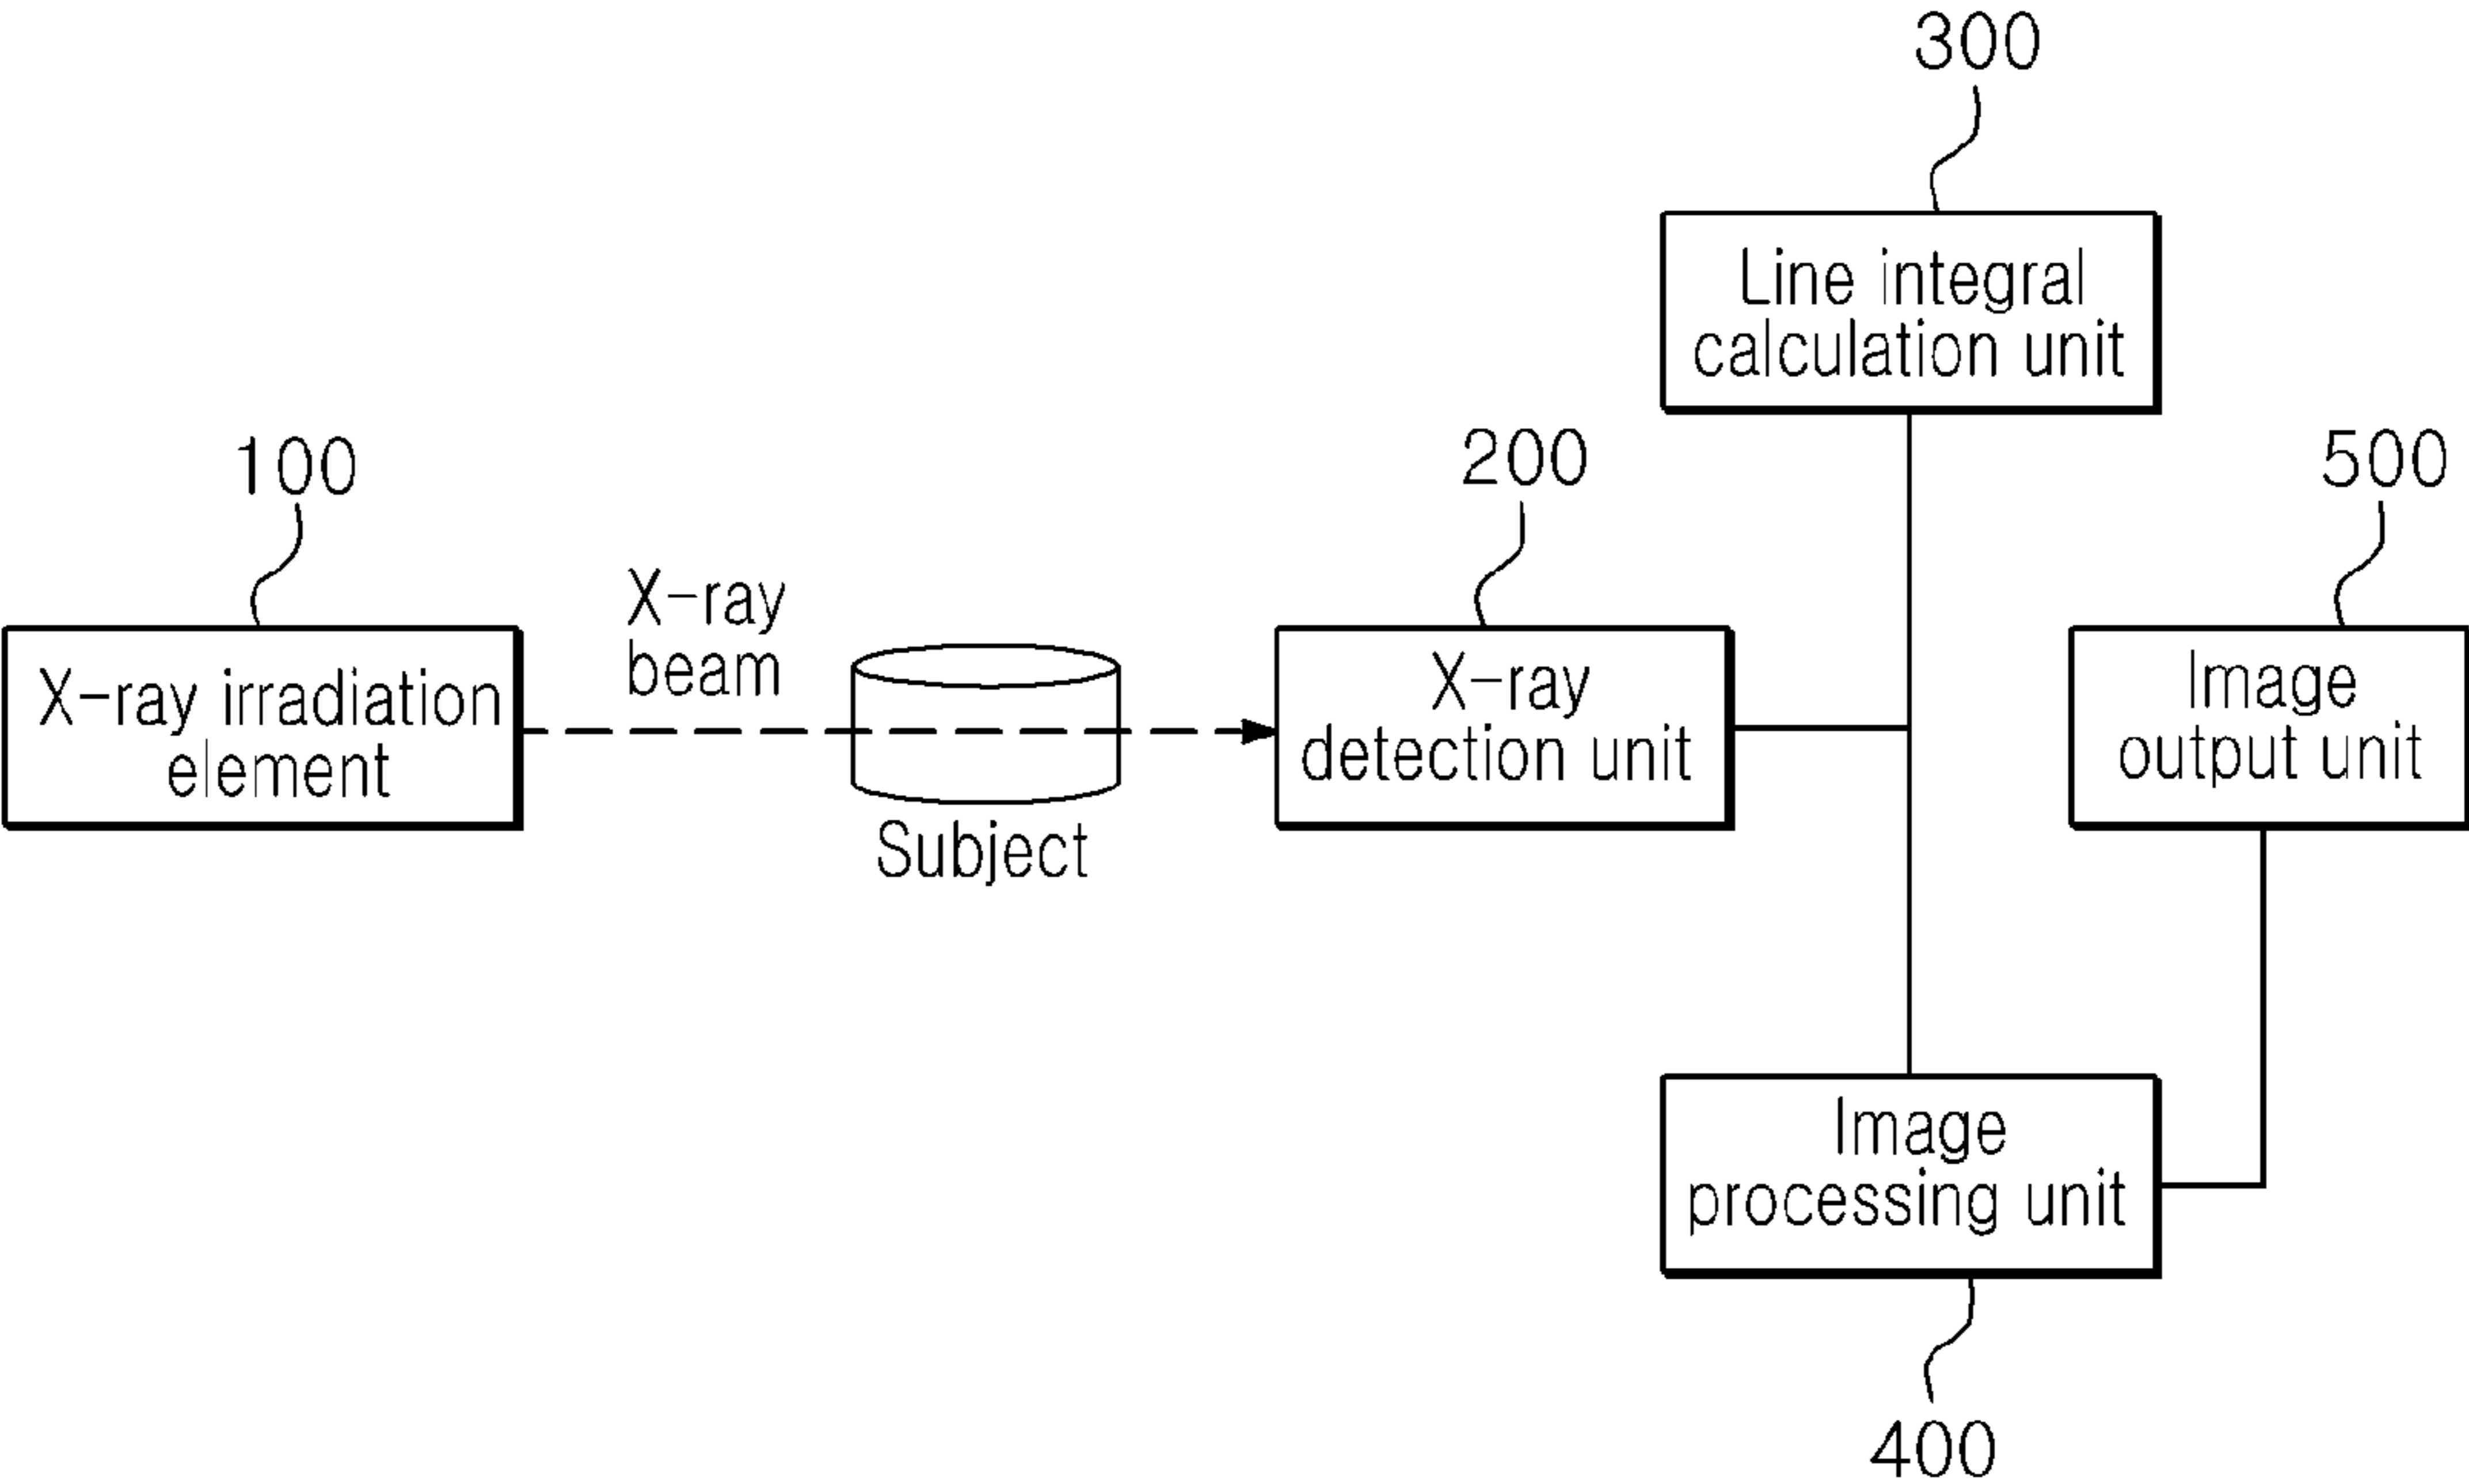 300
Line integral
calculation unit
100
200
500
X-ray
beam
X-ray irradiation
element
Subject
X-ray
detection unit
Image
output unit
Image
processing unit
400